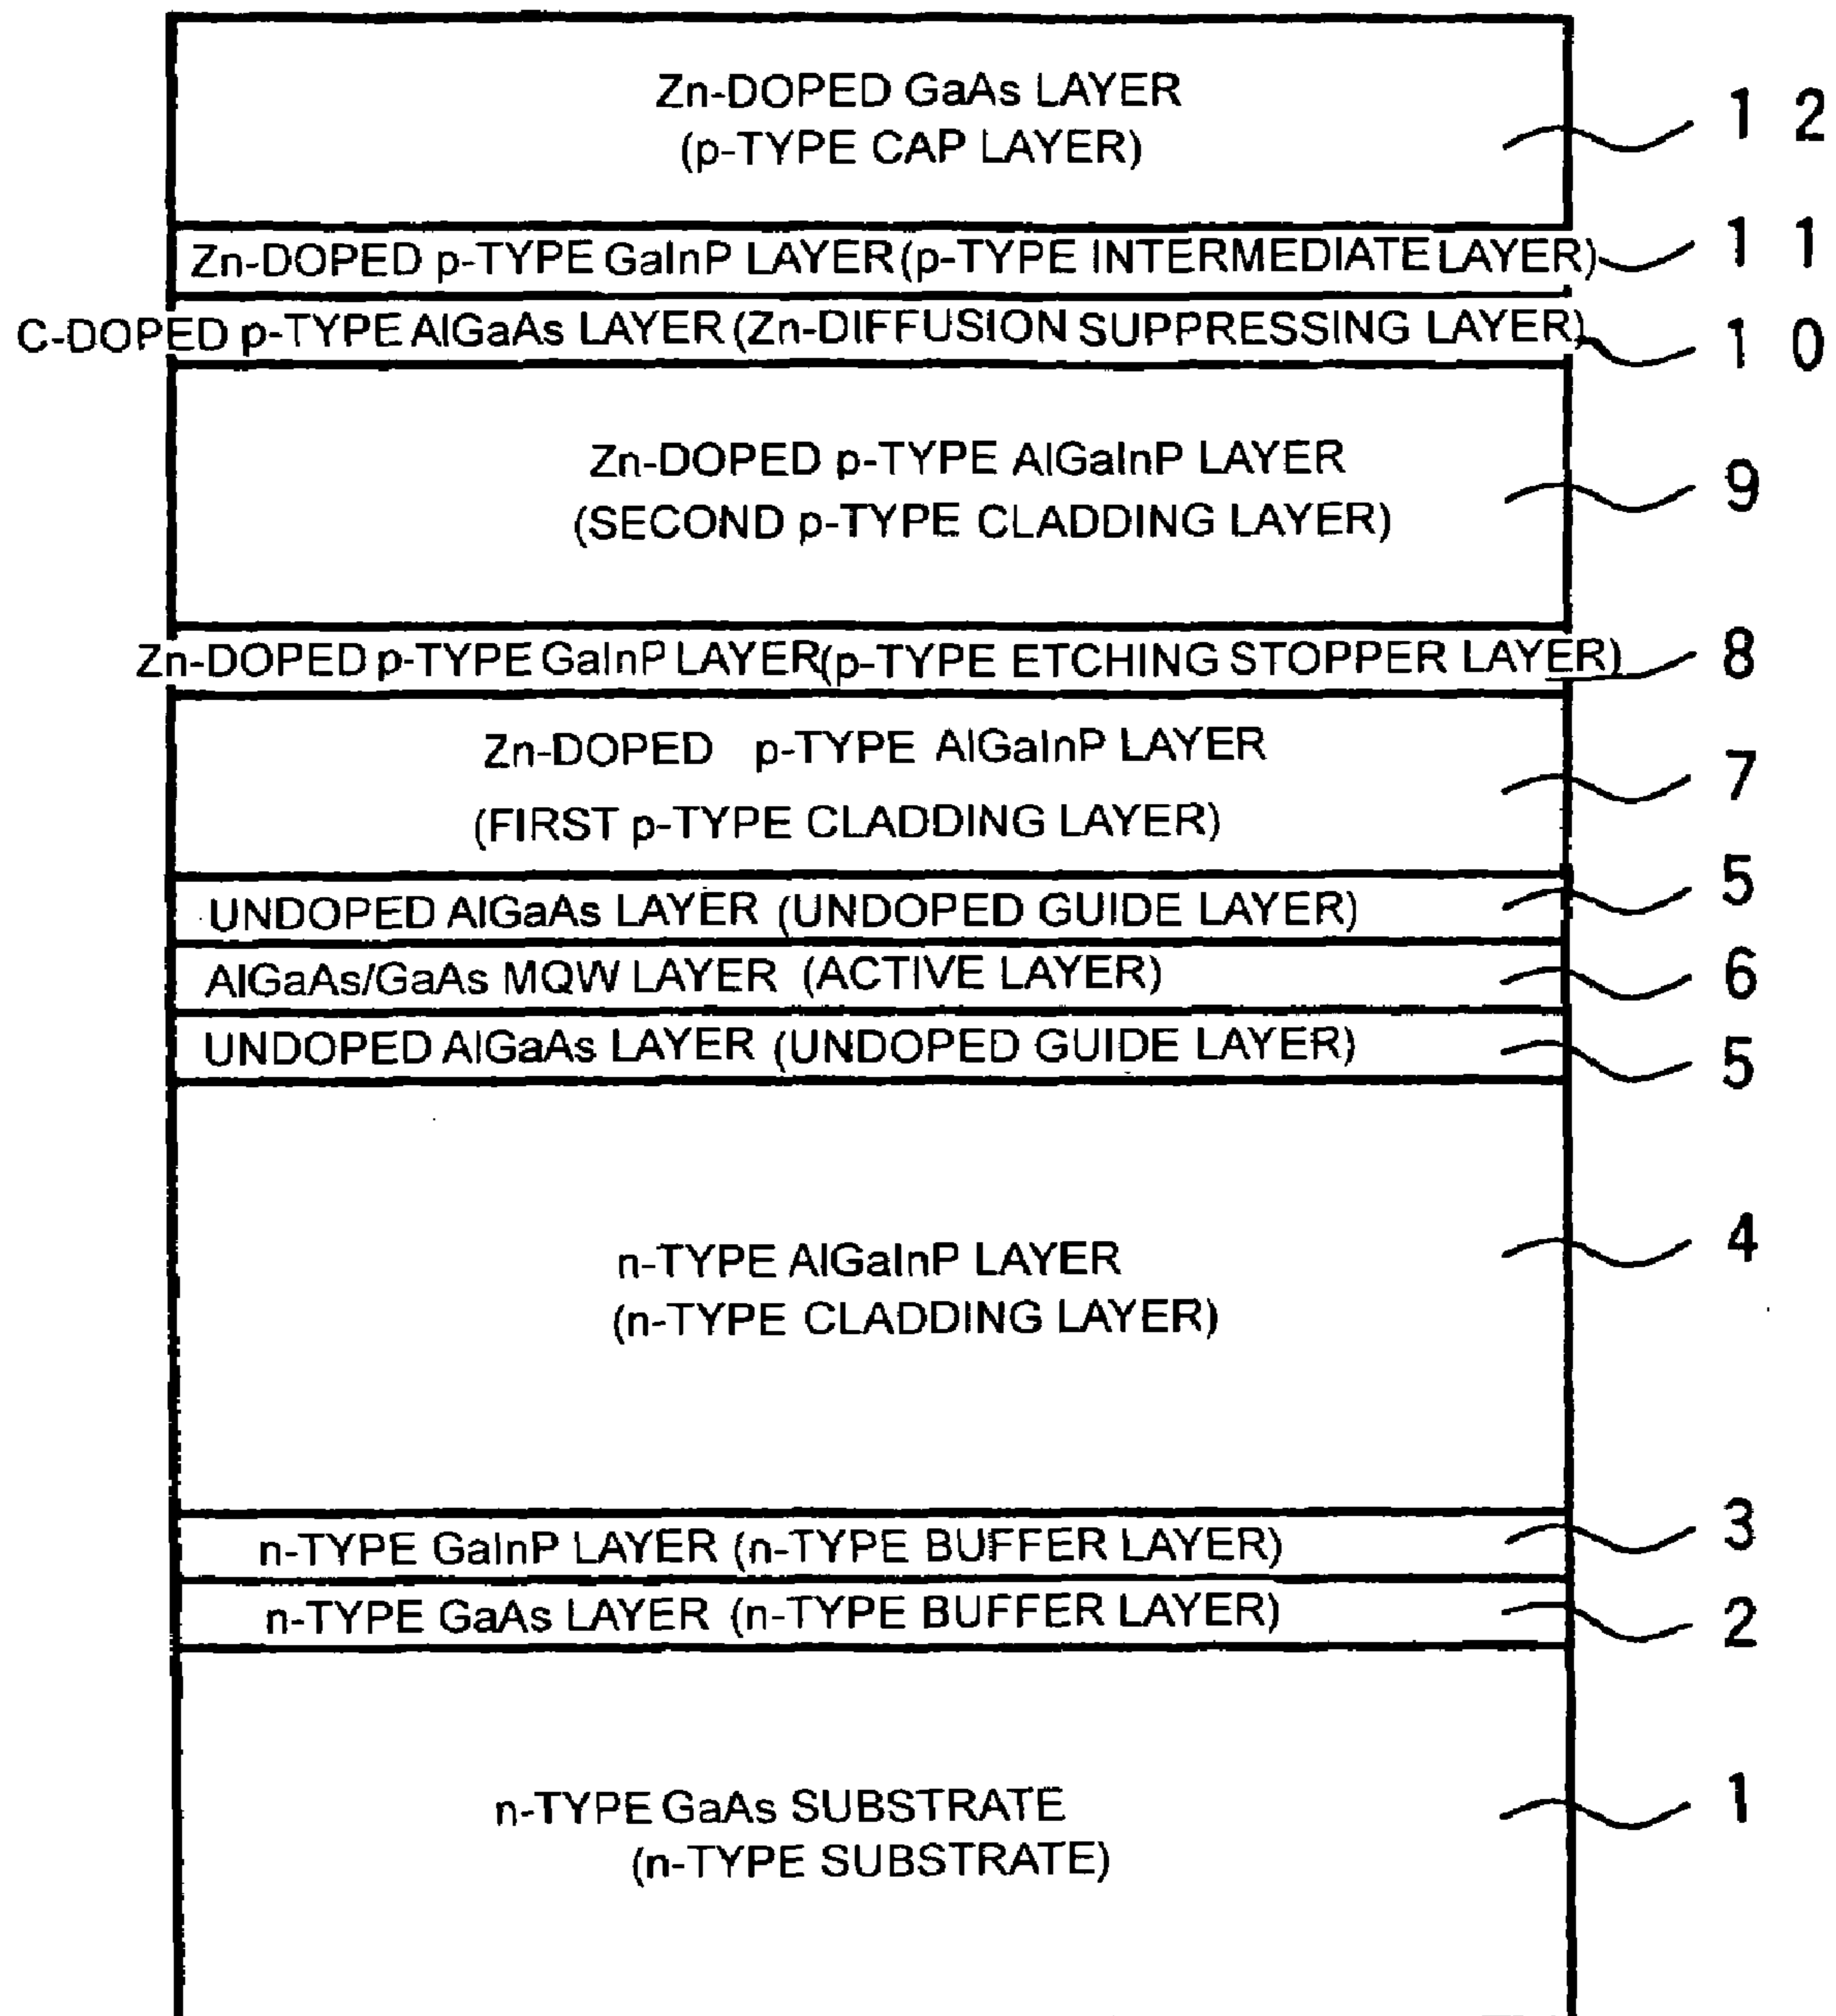 Zn-DOPED GaAs LAYER
(p-TYPE CAP LAYER)
12
Zn-DOPED p-TYPE GaInP LAYER (p-TYPE INTERMEDIATE LAYER)
11
C-DOPED p-TYPE AlGaAs LAYER (Zn-DIFFUSION SUPPRESSING LAYER)
10
Zn-DOPED p-TYPE AlGaInP LAYER
(SECOND p-TYPE CLADDING LAYER)
9
Zn-DOPED p-TYPE GaInP LAYER(p-TYPE ETCHING STOPPER LAYER)
8
Zn-DOPED p-TYPE AlGaInP LAYER
(FIRST p-TYPE CLADDING LAYER)
7
UNDOPED AlGaAs LAYER (UNDOPED GUIDE LAYER)
5
AlGaAs/GaAs MQW LAYER (ACTIVE LAYER)
6
UNDOPED AlGaAs LAYER (UNDOPED GUIDE LAYER)
5
n-TYPE AlGaInP LAYER
(n-TYPE CLADDING LAYER)
4
n-TYPE GaInP LAYER (n-TYPE BUFFER LAYER)
3
n-TYPE GaAs LAYER (n-TYPE BUFFER LAYER)
2
n-TYPE GaAs SUBSTRATE
(n-TYPE SUBSTRATE)
1